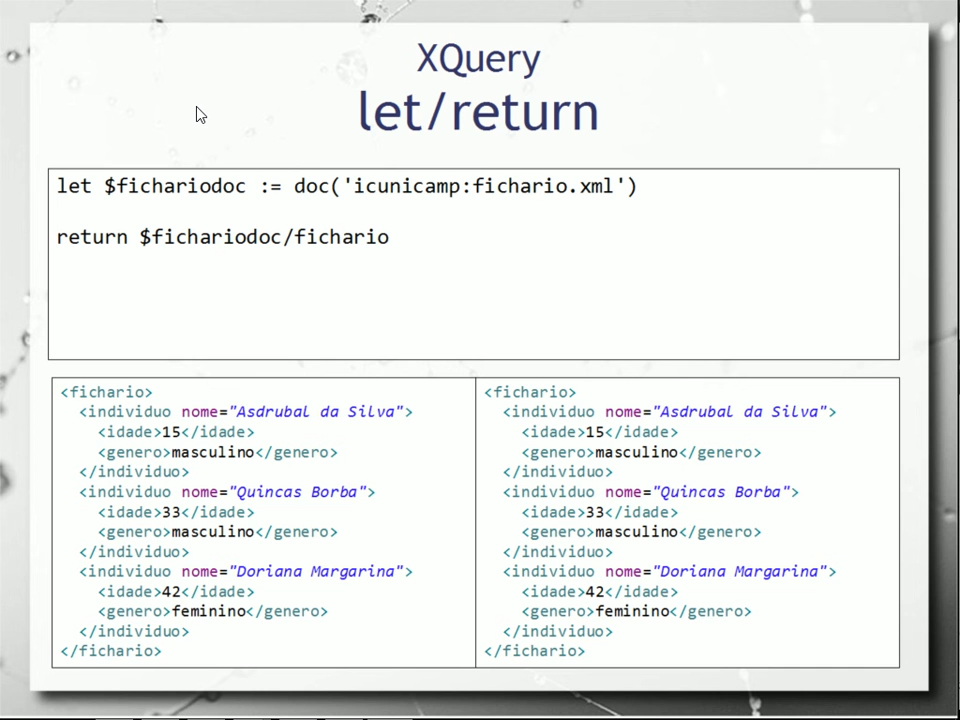 XQuery
let/return
let $fichariodoc := doc('icunicamp:fichario.xml')
return $fichariodoc/fichario
<fichario>
<individuo nome="Asdrubal da Silva">
<idade>15</idade>
<genero>masculino</genero>
</individuo>
<individuo nome="Quincas Borba">
<idade>33</idade>
<genero>masculino</genero>
</individuo>
<individuo nome="Doriana Margarina">
<idade>42</idade>
<genero>feminino</genero>
</individuo>
</fichario>
<fichario>
<individuo nome="Asdrubal da Silva">
<idade>15</idade>
<genero>masculino</genero>
</individuo>
<individuo nome="Quincas Borba">
<idade>33</idade>
<genero>masculino</genero>
</individuo>
<individuo nome="Doriana Margarina">
<idade>42</idade>
<genero>feminino</genero>
</individuo>
</fichario>